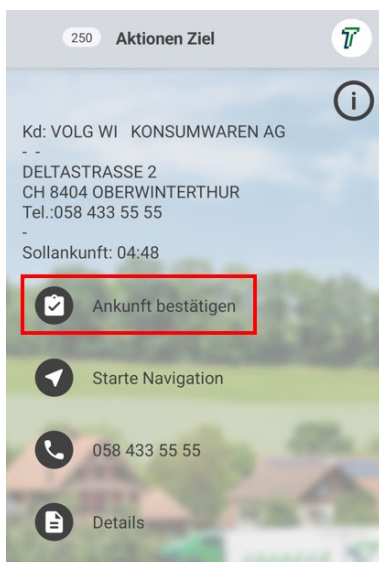 250 Aktionen Ziel
Kd: VOLG WI KONSUMWAREN AG
- -
DELTASTRASSE 2
CH 8404 OBERWINTERTHUR
Tel.:058 433 55 55
-
Sollankunft: 04:48
Ankunft bestätigen
Starte Navigation
058 433 55 55
Details